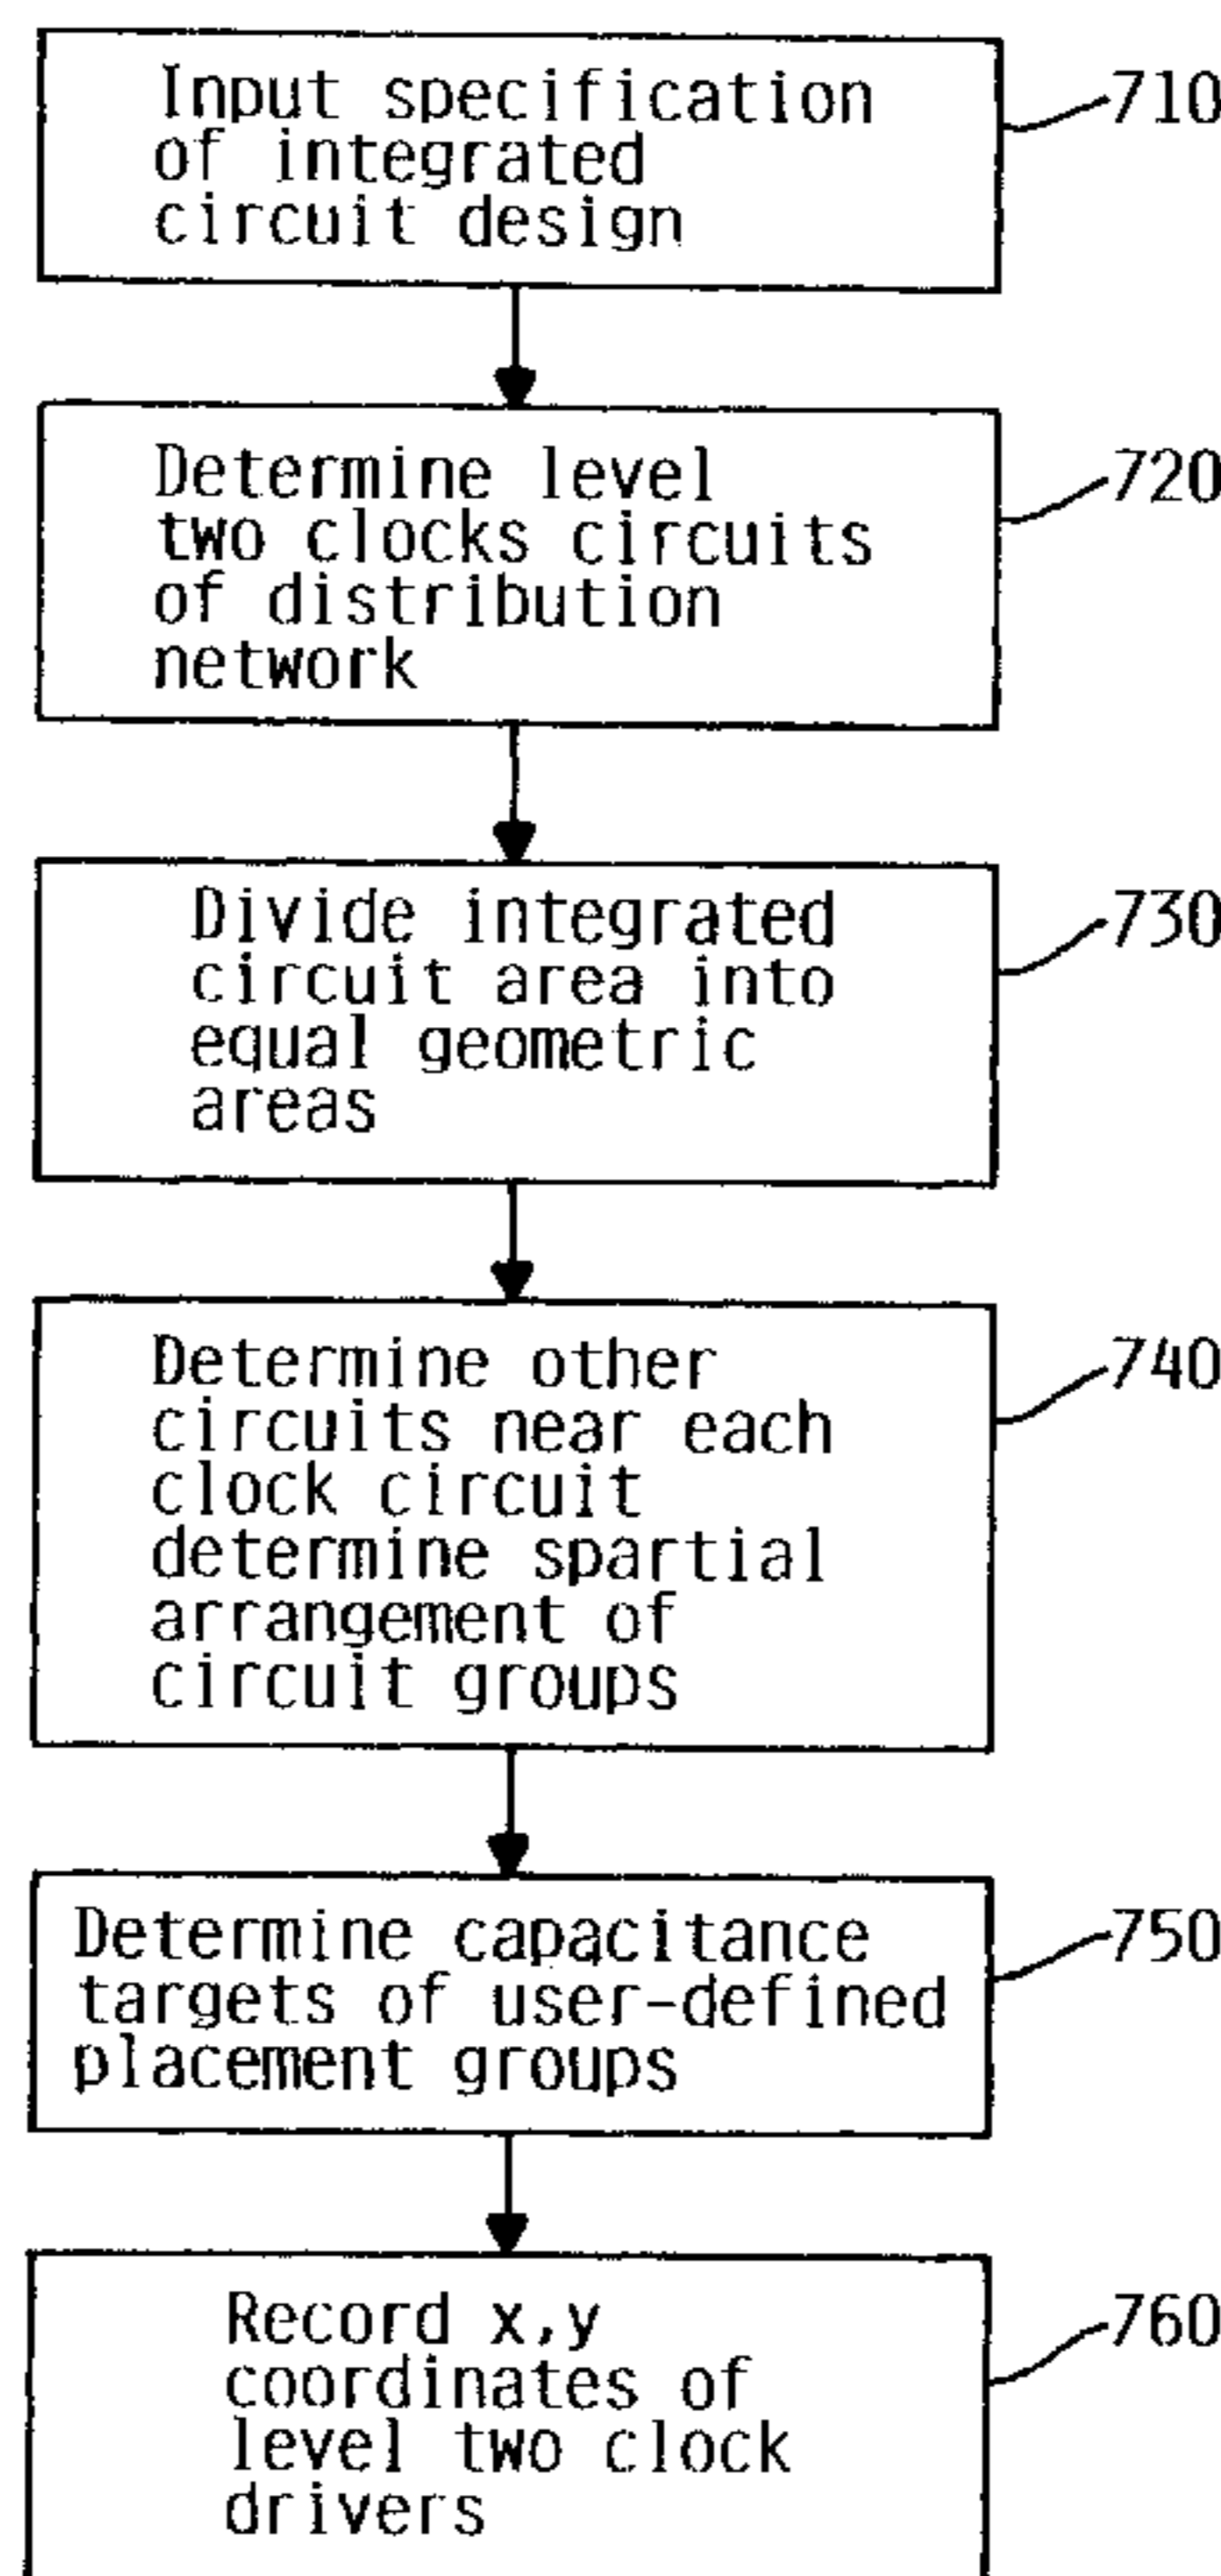 Input specification
of integrated
circuit design
710
Determine level
two clocks circuits
of distribution
network
720
Divide integrated
circuit area into
equal geometric
areas
730
Determine other
circuits near each
clock circuit
determine spartial
arrangement of
circuit groups
740
Determine capacitance
targets of user-defined
placement groups
750
Record x,y
coordinates of
level two clock
drivers
760